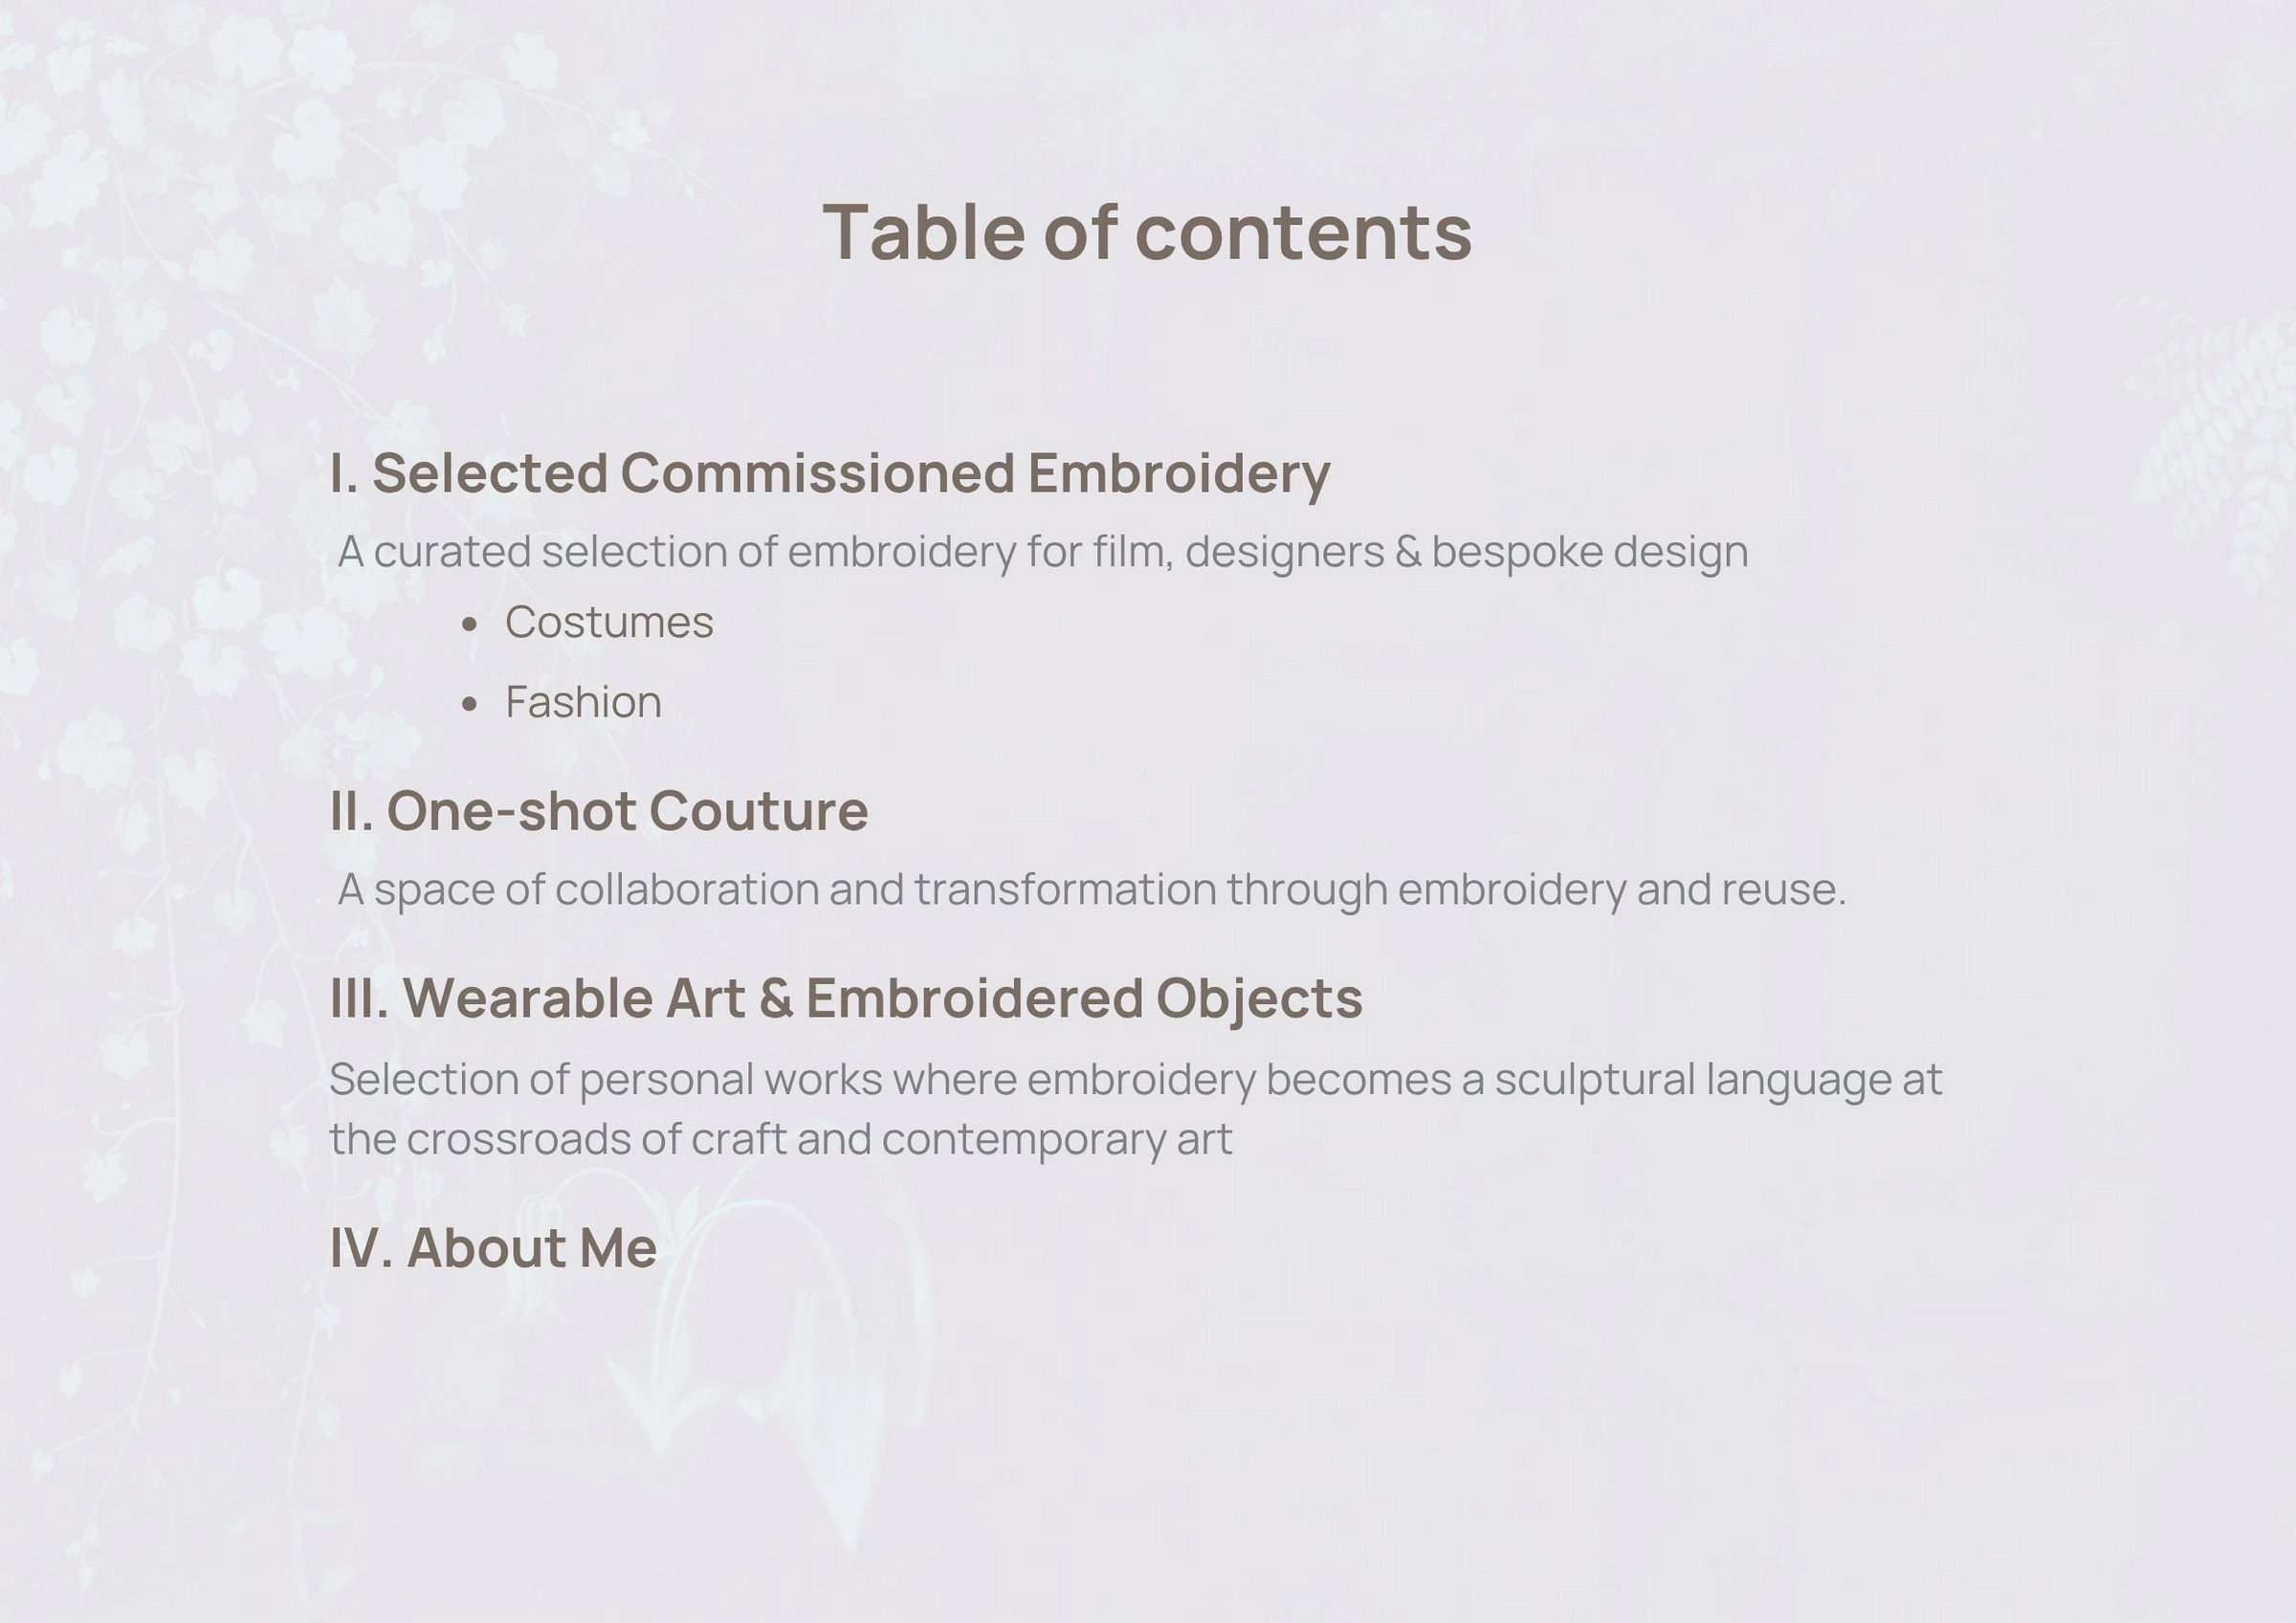 Table of contents
I. Selected Commissioned Embroidery
A curated selection of embroidery for film, designers & bespoke design
• Costumes
• Fashion
II. One-shot Couture
A space of collaboration and transformation through embroidery and reuse.
III. Wearable Art & Embroidered Objects
Selection of personal works where embroidery becomes a sculptural language at
the crossroads of craft and contemporary art
IV. About Me